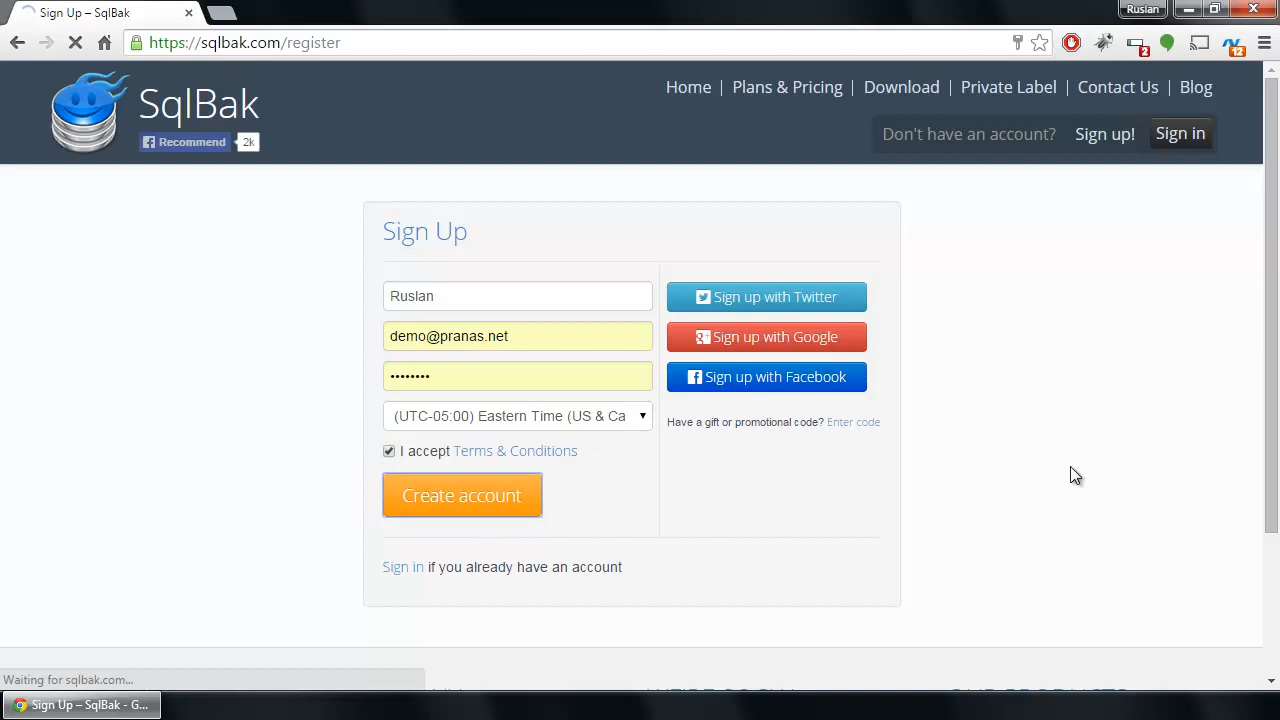 Sign Up – SqlBak
Ruslan
https://sqlbak.com/register
2
12
SqlBak
Recommend 2k
Home | Plans & Pricing | Download | Private Label | Contact Us | Blog
Don't have an account? Sign up! Sign in
Sign Up
Ruslan
Sign up with Twitter
demo@pranas.net
Sign up with Google
••••••••
Sign up with Facebook
(UTC-05:00) Eastern Time (US & Ca
Have a gift or promotional code? Enter code
I accept Terms & Conditions
Create account
Sign in if you already have an account
Waiting for sqlbak.com...
OUR PRODUCTS
Sign Up – SqlBak - G...